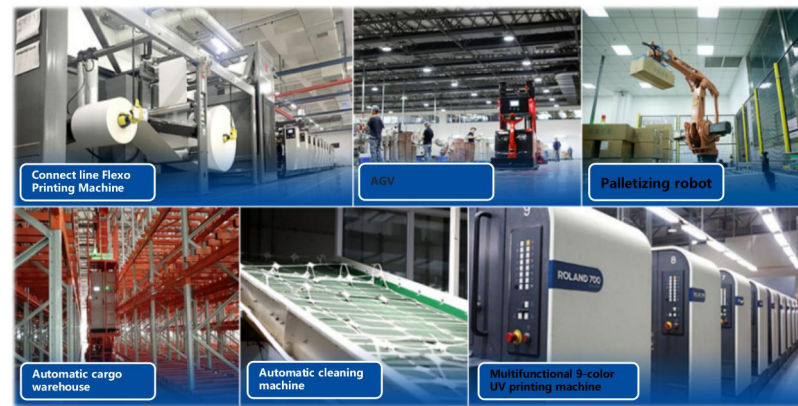 Connect line Flexo
Printing Machine
AGV
Palletizing robot
Automatic cargo
warehouse
Automatic cleaning
machine
9
ROLAND 700
8
Multifunctional 9-color
UV printing machine